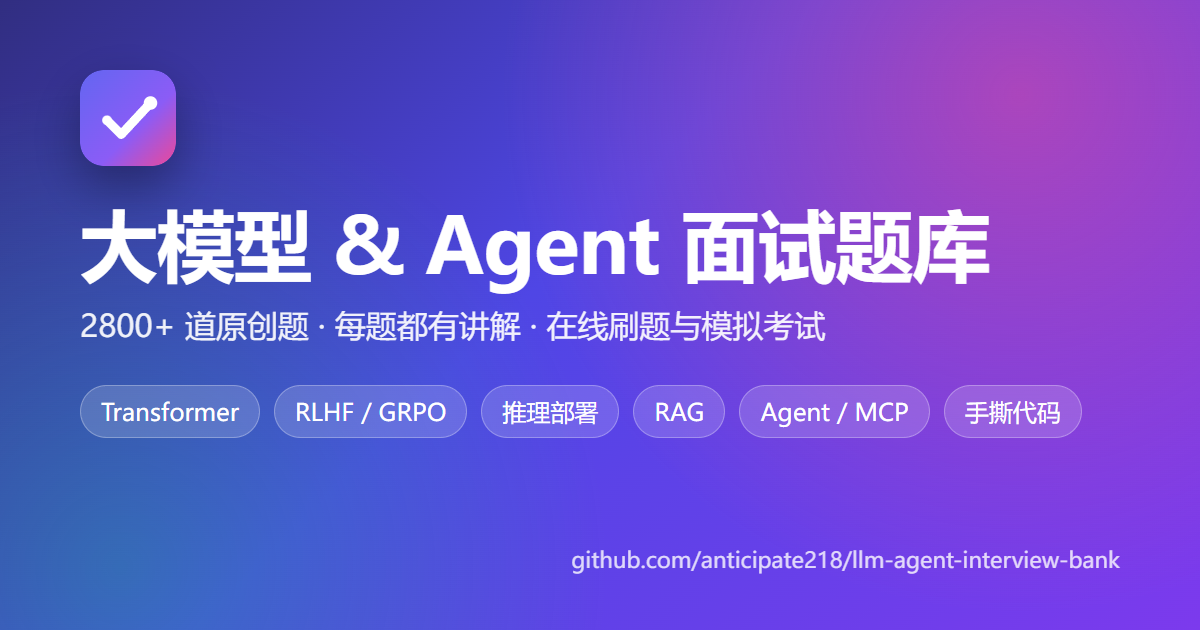 大模型 & Agent 面试题库
2800+ 道原创题 · 每题都有讲解 · 在线刷题与模拟考试
Transformer RLHF / GRPO 推理部署 RAG Agent / MCP 手撕代码
github.com/anticipate218/llm-agent-interview-bank